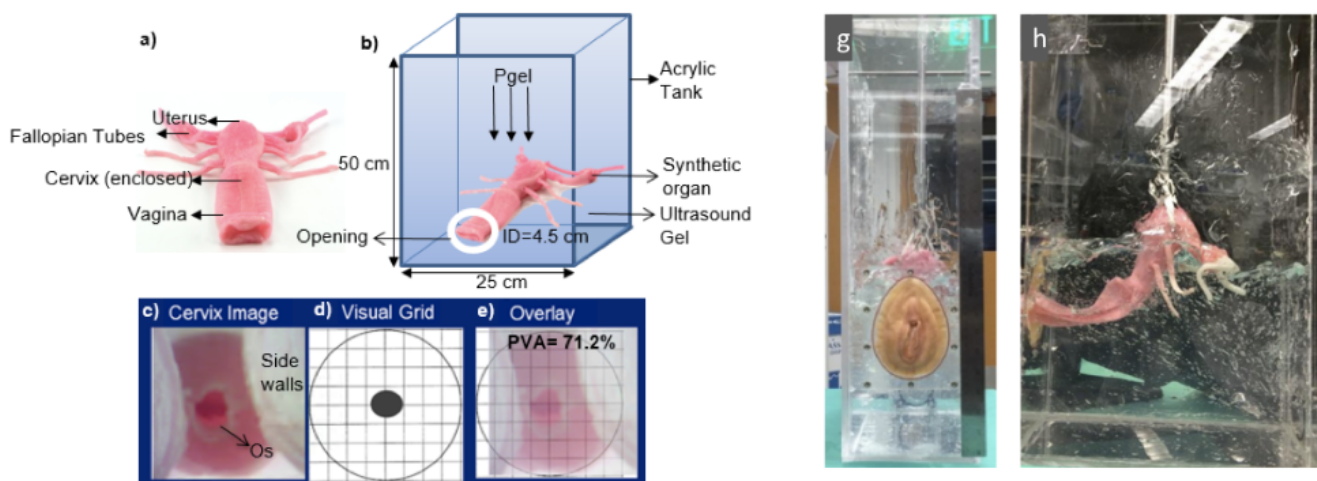 a)
Uterus
Fallopian Tubes
Cervix (enclosed)
Vagina
b)
Pgel
50 cm
Acrylic
Tank
Synthetic
organ
Ultrasound
Gel
Opening
ID=4.5 cm
25 cm
c) Cervix Image
Side
walls
Os
d) Visual Grid
e) Overlay
PVA= 71.2%
g
h